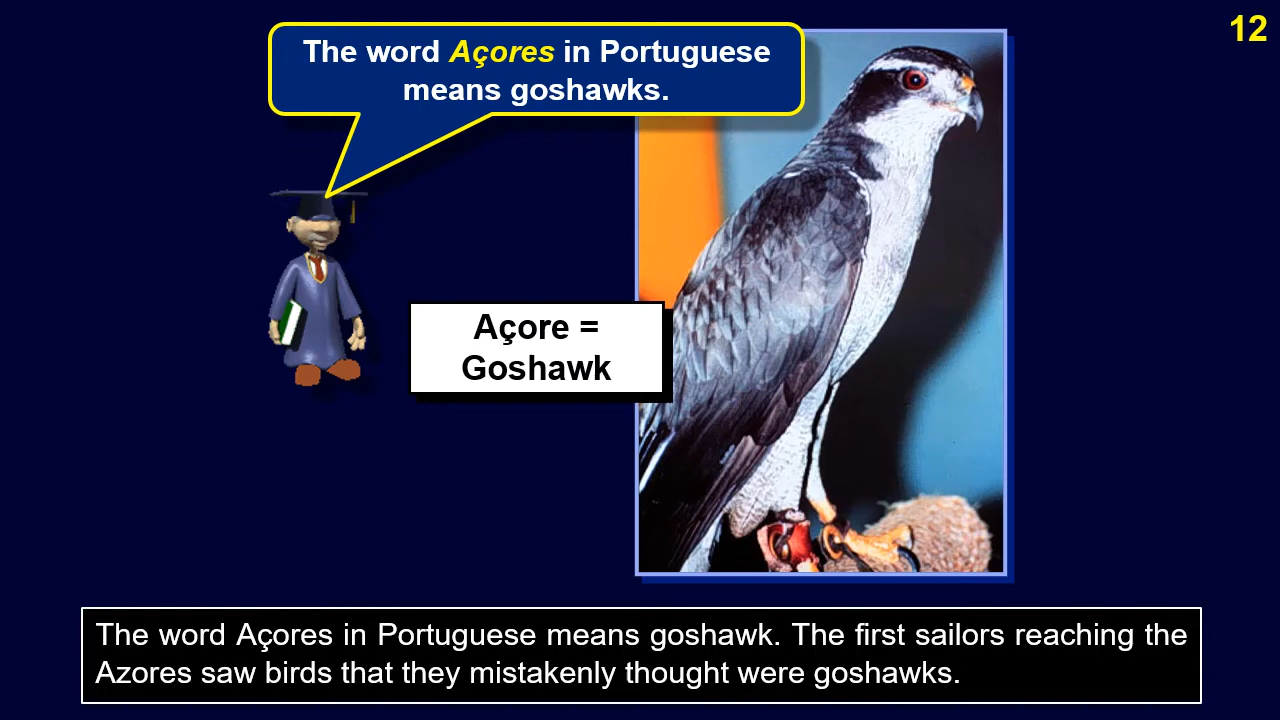 12
The word Açores in Portuguese
means goshawks.
Açore =
Goshawk
The word Açores in Portuguese means goshawk. The first sailors reaching the
Azores saw birds that they mistakenly thought were goshawks.